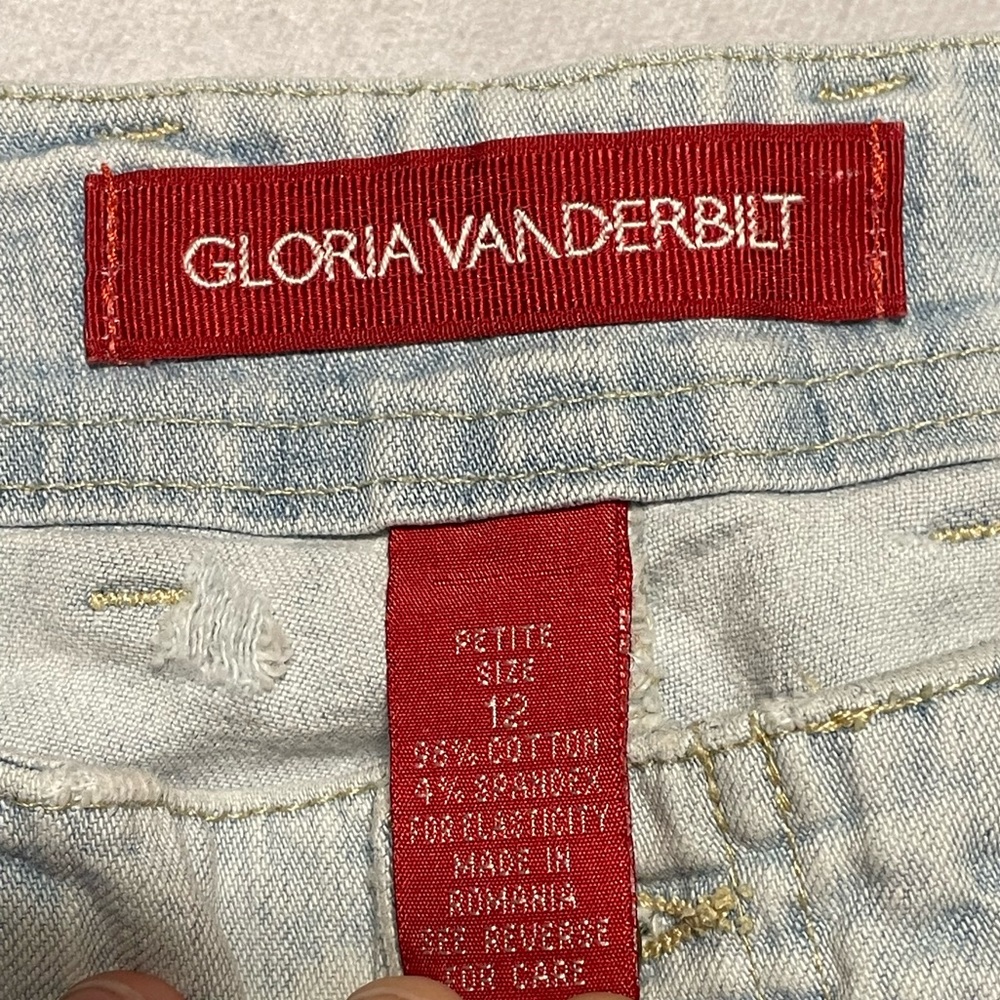 GLORIA VANDERBILT
PETITE
SIZE
12
96% COTTON
4% SPANDEX
FOR ELASTICITY
MADE IN
ROMANIA
SEE REVERSE
FOR CARE